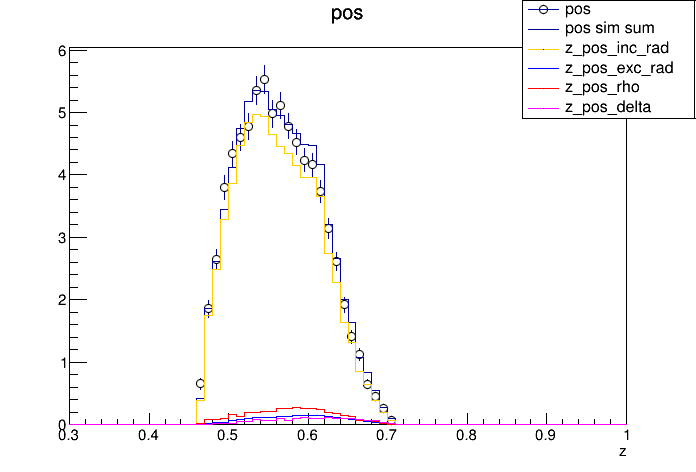 pos
pos
pos sim sum
z_pos_inc_rad
z_pos_exc_rad
z_pos_rho
z_pos_delta
6
5
4
3
2
1
0
0.3 0.4 0.5 0.6 0.7 0.8 0.9 1
z